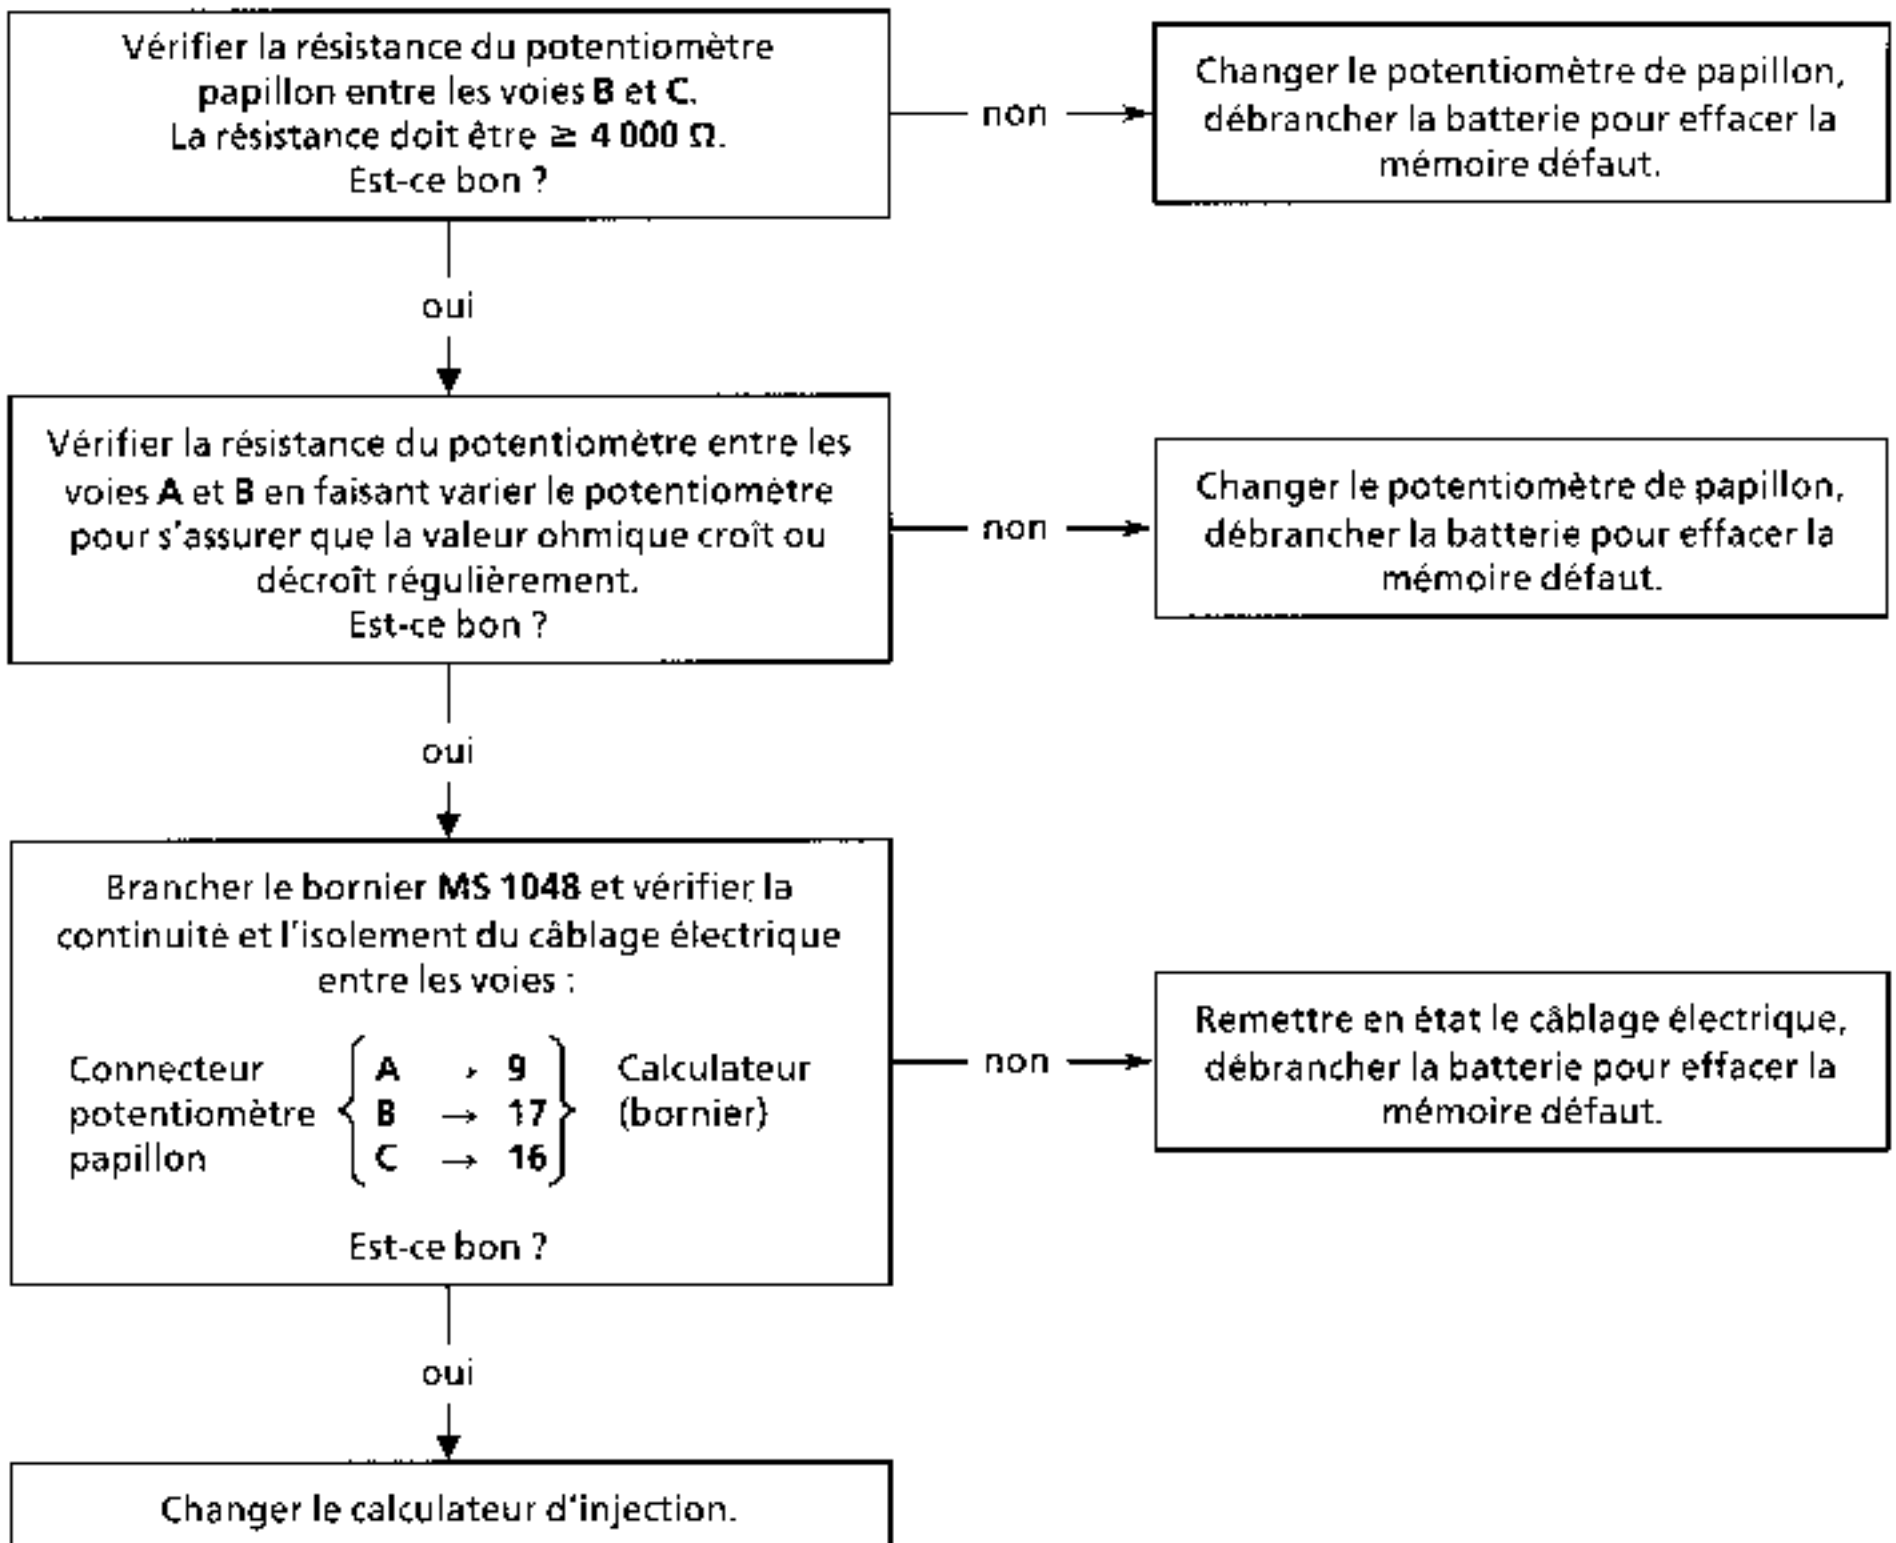 Vérifier la résistance du potentiomètre
papillon entre les voies B et C.
La résistance doit être ≥ 4 000 Ω.
Est-ce bon ?
non
Changer le potentiomètre de papillon,
débrancher la batterie pour effacer la
mémoire défaut.
oui
Vérifier la résistance du potentiomètre entre les
voies A et B en faisant varier le potentiomètre
pour s'assurer que la valeur ohmique croît ou
décroît régulièrement.
Est-ce bon ?
non
Changer le potentiomètre de papillon,
débrancher la batterie pour effacer la
mémoire défaut.
oui
Brancher le bornier MS 1048 et vérifier la
continuité et l'isolement du câblage électrique
entre les voies :
Connecteur
potentiomètre
papillon
A → 9
B → 17
C → 16
Calculateur
(bornier)
Est-ce bon ?
non
Remettre en état le câblage électrique,
débrancher la batterie pour effacer la
mémoire défaut.
oui
Changer le calculateur d'injection.